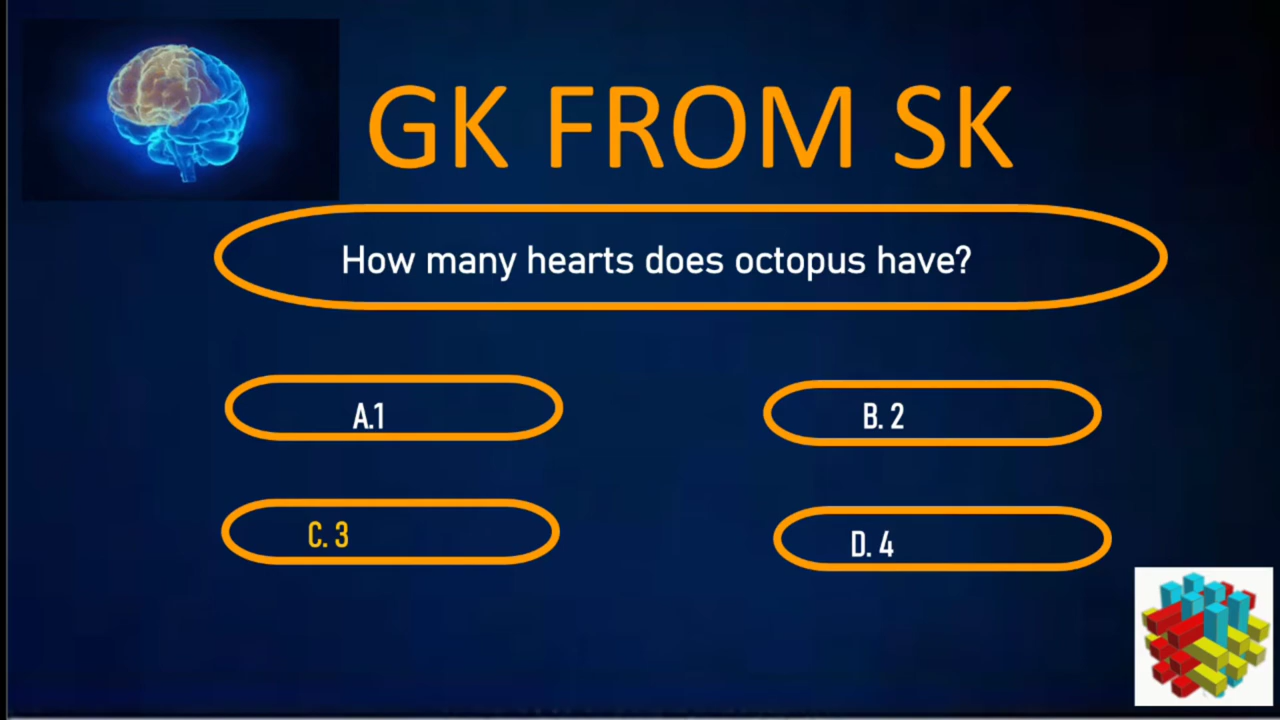 GK FROM SK
How many hearts does octopus have?
A.1
B. 2
C. 3
D. 4